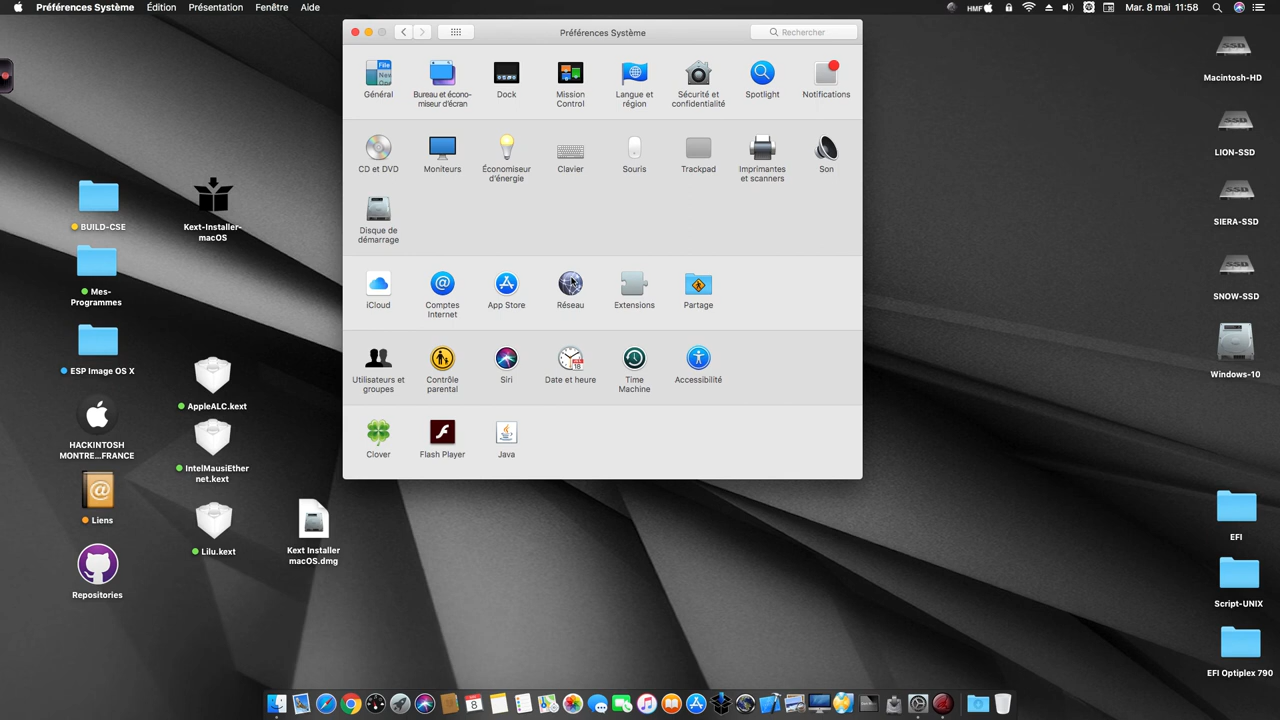 Préférences Système Édition Présentation Fenêtre Aide
HMF
Mar. 8 mai 11:58
Préférences Système
Rechercher
Général
Bureau et écono-
miseur d'écran
Dock
Mission
Control
Langue et
région
Sécurité et
confidentialité
Spotlight
Notifications
CD et DVD
Moniteurs
Économiseur
d'énergie
Clavier
Souris
Trackpad
Imprimantes
et scanners
Son
Disque de
démarrage
iCloud
Comptes
Internet
App Store
Réseau
Extensions
Partage
Utilisateurs et
groupes
Contrôle
parental
Siri
Date et heure
Time
Machine
Accessibilité
Clover
Flash Player
Java
BUILD-CSE
Mes-
Programmes
ESP Image OS X
HACKINTOSH
MONTRE...FRANCE
Liens
Repositories
Kext-Installer-
macOS
AppleALC.kext
IntelMausiEther
net.kext
Lilu.kext
Kext Installer
macOS.dmg
SSD
Macintosh-HD
SSD
LION-SSD
SSD
SIERA-SSD
SSD
SNOW-SSD
Windows-10
EFI
Script-UNIX
EFI Optiplex 790